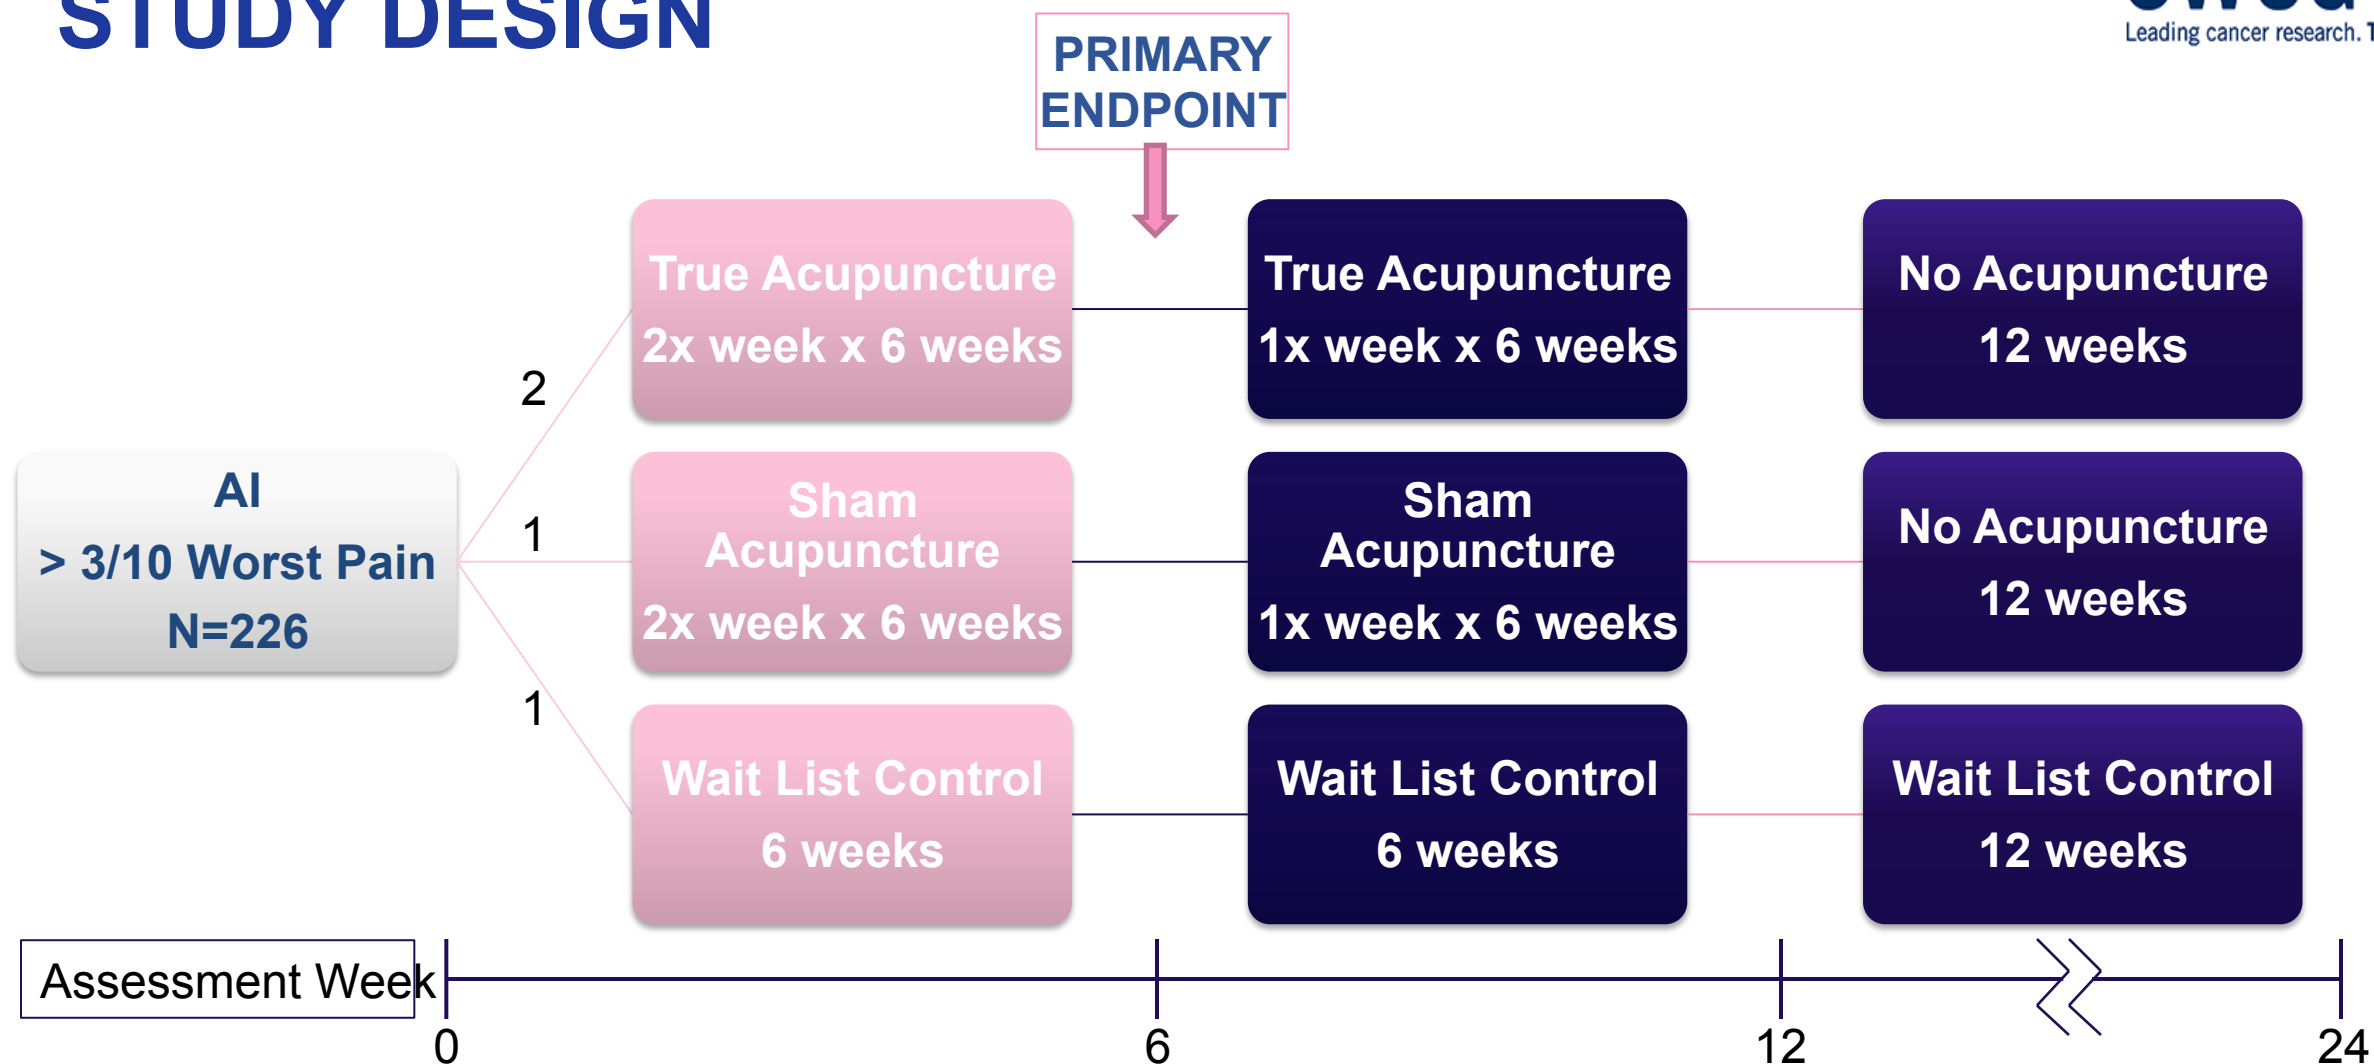 STUDY DESIGN
Leading cancer research.
PRIMARY
ENDPOINT
True Acupuncture
2x week x 6 weeks
True Acupuncture
1x week x 6 weeks
No Acupuncture
12 weeks
2
AI
> 3/10 Worst Pain
N=226
1
Sham
Acupuncture
2x week x 6 weeks
Sham
Acupuncture
1x week x 6 weeks
No Acupuncture
12 weeks
1
Wait List Control
6 weeks
Wait List Control
6 weeks
Wait List Control
12 weeks
Assessment Week
0
6
12
24